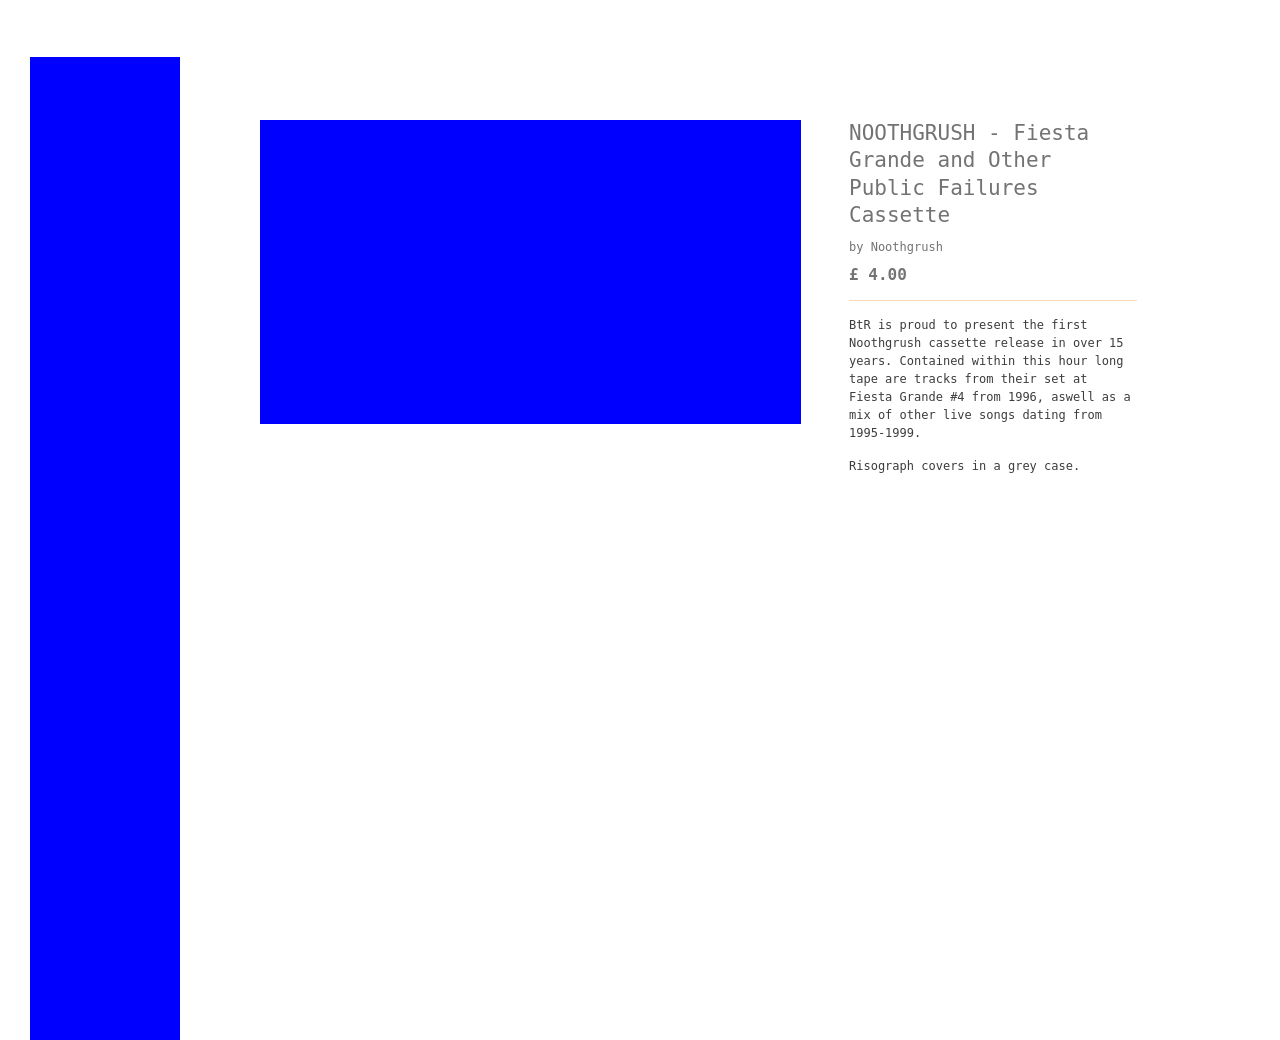 NOOTHGRUSH - Fiesta
Grande and Other
Public Failures
Cassette
by Noothgrush
£ 4.00
BtR is proud to present the first
Noothgrush cassette release in over 15
years. Contained within this hour long
tape are tracks from their set at
Fiesta Grande #4 from 1996, aswell as a
mix of other live songs dating from
1995-1999.
Risograph covers in a grey case.